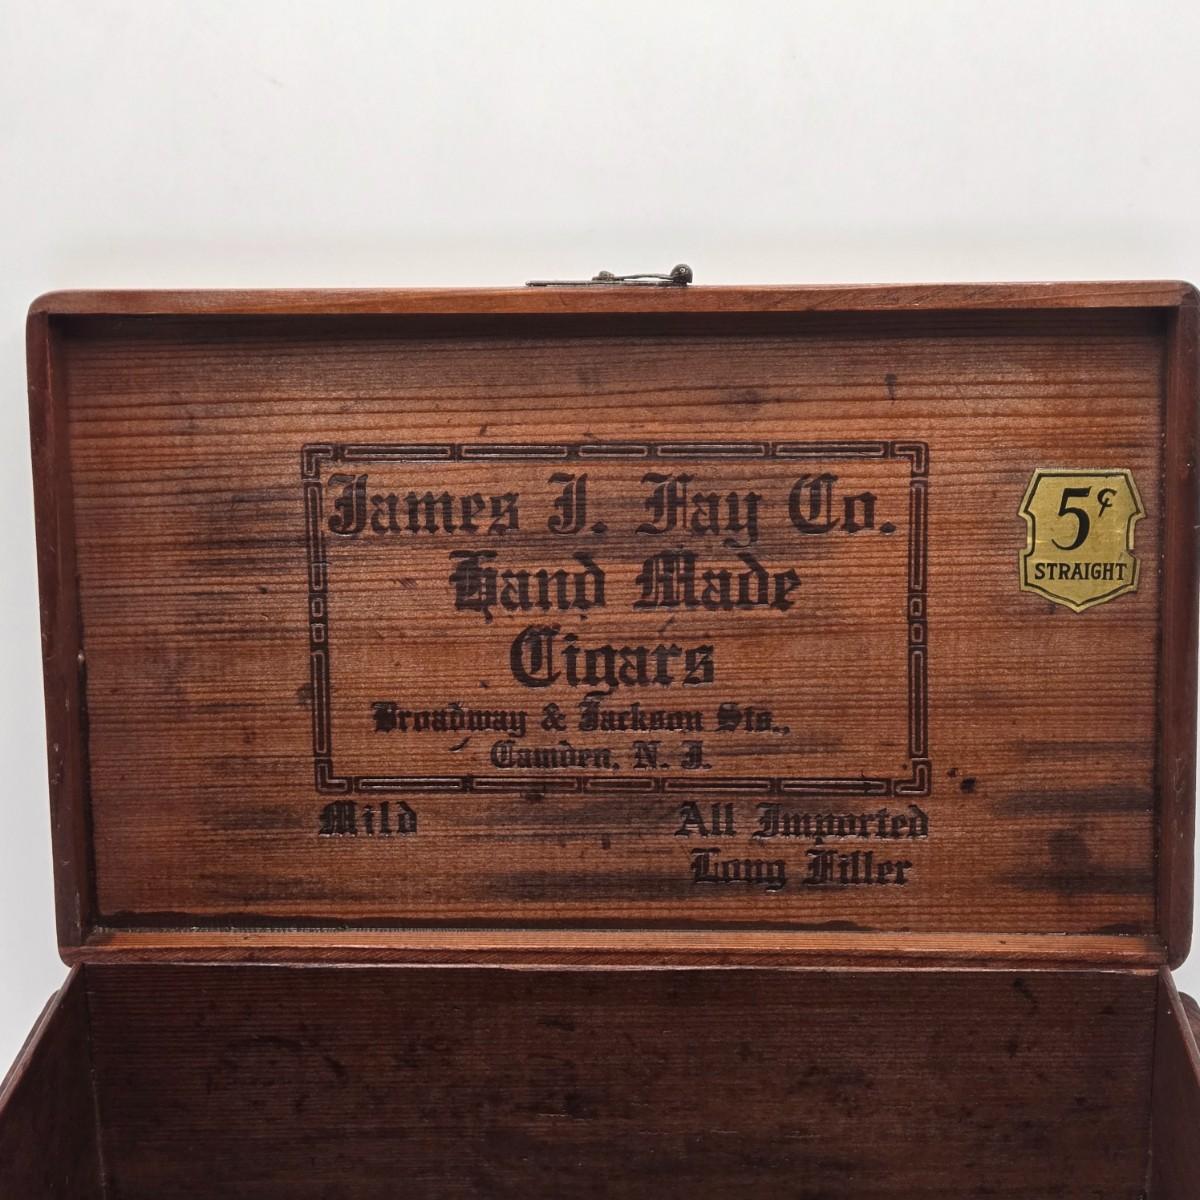 James J. Fay Co.
Hand Made
Cigars
Broadway & Jackson Sts.,
Camden, N. J.
Mild
All Imported
Long Filler
5¢
STRAIGHT